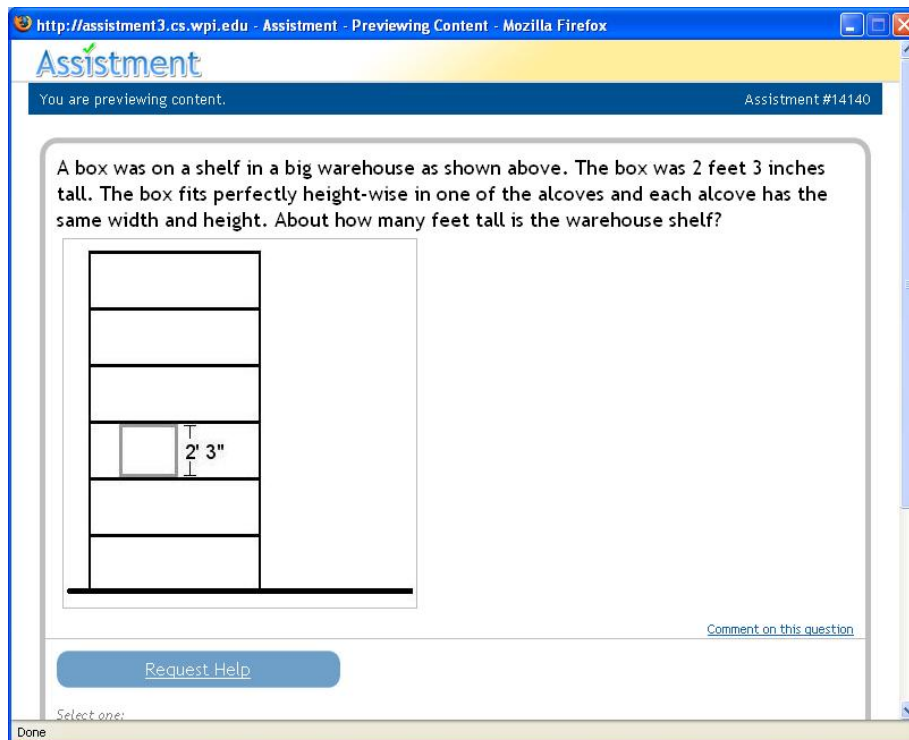 http://assistment3.cs.wpi.edu - Assistment - Previewing Content - Mozilla Firefox
Assistment
You are previewing content. Assistment #14140
A box was on a shelf in a big warehouse as shown above. The box was 2 feet 3 inches
tall. The box fits perfectly height-wise in one of the alcoves and each alcove has the
same width and height. About how many feet tall is the warehouse shelf?
2' 3"
Comment on this question
Request Help
Select one:
Done